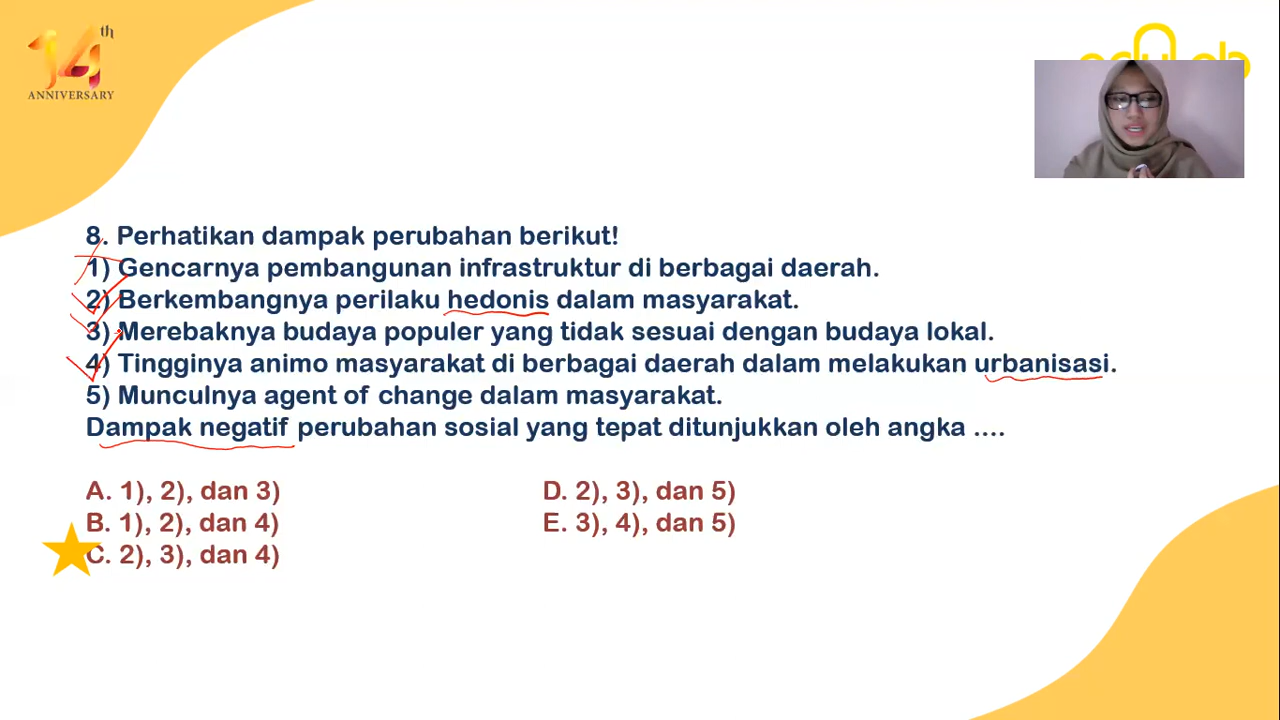 14th
ANNIVERSARY
8. Perhatikan dampak perubahan berikut!
1) Gencarnya pembangunan infrastruktur di berbagai daerah.
2) Berkembangnya perilaku hedonis dalam masyarakat.
3) Merebaknya budaya populer yang tidak sesuai dengan budaya lokal.
4) Tingginya animo masyarakat di berbagai daerah dalam melakukan urbanisasi.
5) Munculnya agent of change dalam masyarakat.
Dampak negatif perubahan sosial yang tepat ditunjukkan oleh angka ....
A. 1), 2), dan 3)
B. 1), 2), dan 4)
C. 2), 3), dan 4)
D. 2), 3), dan 5)
E. 3), 4), dan 5)